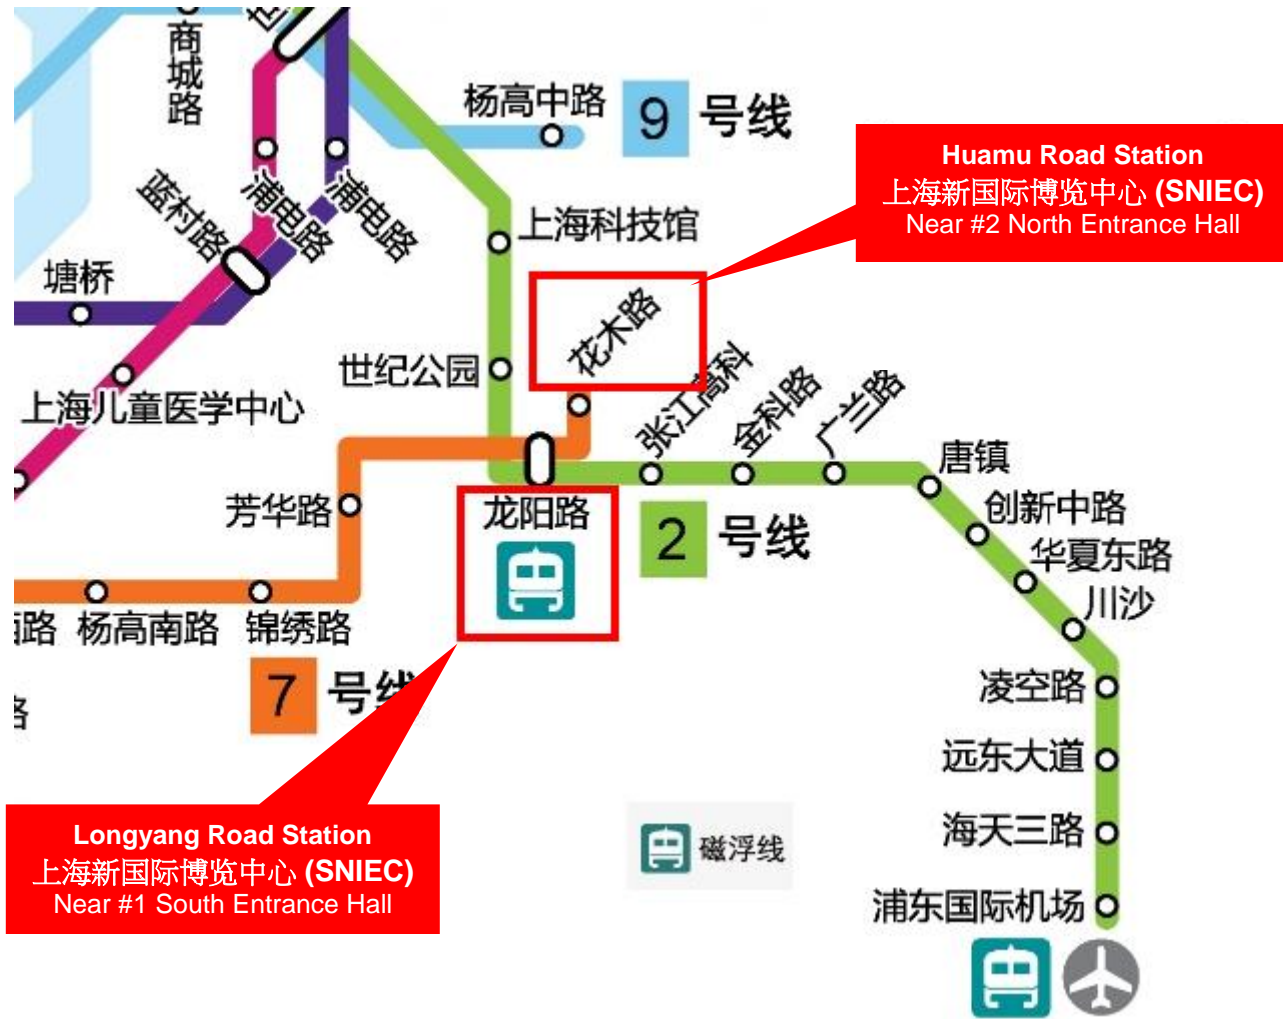 世
商城路
杨高中路
9 号线
Huamu Road Station
上海新国际博览中心 (SNIEC)
Near #2 North Entrance Hall
蓝村路
浦电路
浦电路
上海科技馆
塘桥
花木路
世纪公园
上海儿童医学中心
张江高科
金科路
广兰路
唐镇
芳华路
龙阳路
2 号线
创新中路
华夏东路
川沙
路
杨高南路
锦绣路
7 号线
凌空路
远东大道
海天三路
浦东国际机场
Longyang Road Station
上海新国际博览中心 (SNIEC)
Near #1 South Entrance Hall
磁浮线